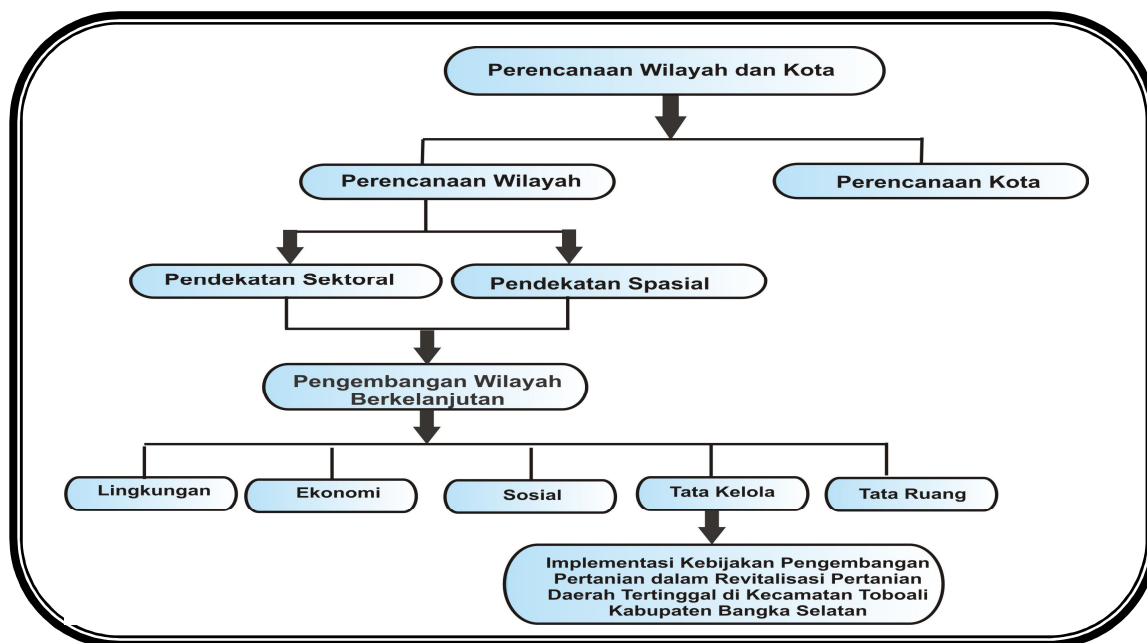 Perencanaan Wilayah dan Kota
Perencanaan Wilayah
Perencanaan Kota
Pendekatan Sektoral
Pendekatan Spasial
Pengembangan Wilayah
Berkelanjutan
Lingkungan
Ekonomi
Sosial
Tata Kelola
Tata Ruang
Implementasi Kebijakan Pengembangan
Pertanian dalam Revitalisasi Pertanian
Daerah Tertinggal di Kecamatan Toboali
Kabupaten Bangka Selatan